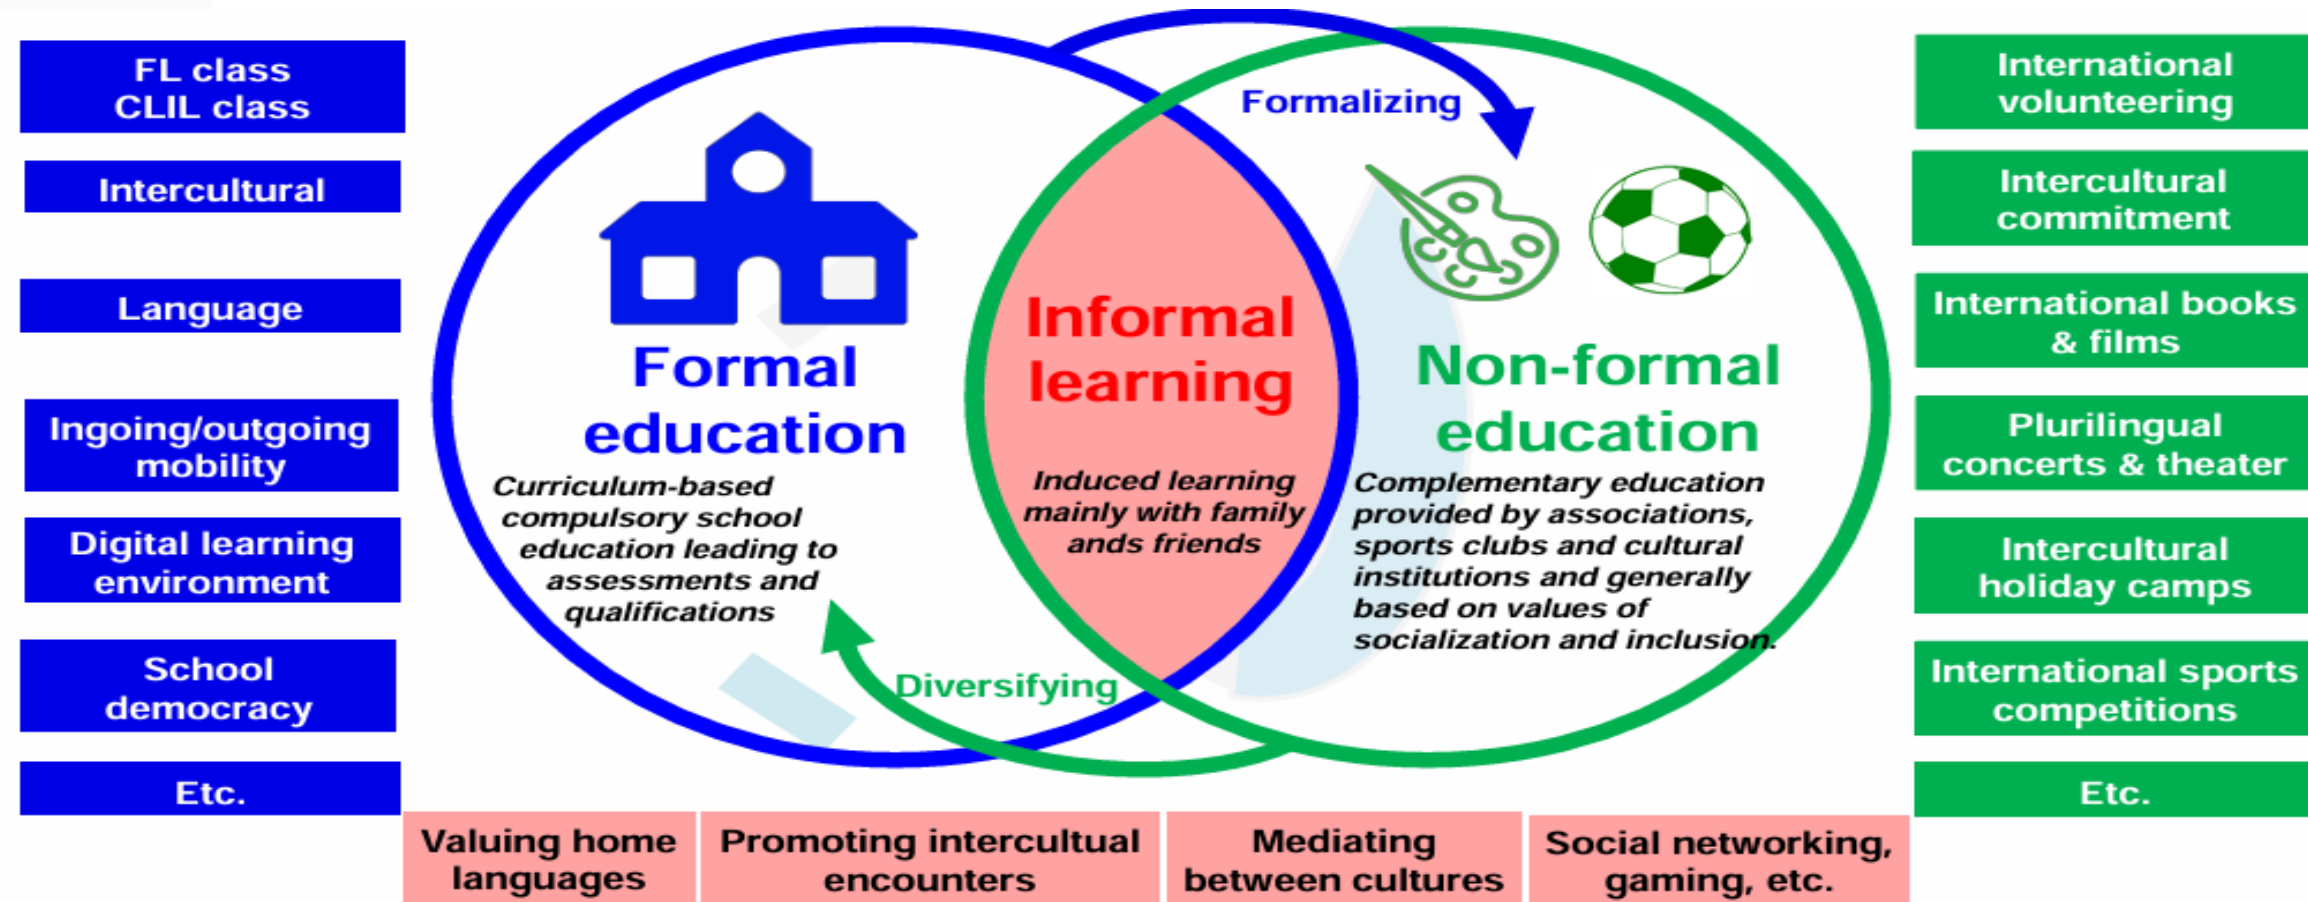 FL class
CLIL class
Intercultural
Language
Ingoing/outgoing
mobility
Digital learning
environment
School
democracy
Etc.
Formal
education
Curriculum-based
compulsory school
education leading to
assessments and
qualifications
Diversifying
Informal
learning
Induced learning
mainly with family
ands friends
Formalizing
Non-formal
education
Complementary education
provided by associations,
sports clubs and cultural
institutions and generally
based on values of
socialization and inclusion.
International
volunteering
Intercultural
commitment
International books
& films
Plurilingual
concerts & theater
Intercultural
holiday camps
International sports
competitions
Etc.
Valuing home
languages
Promoting intercultual
encounters
Mediating
between cultures
Social networking,
gaming, etc.